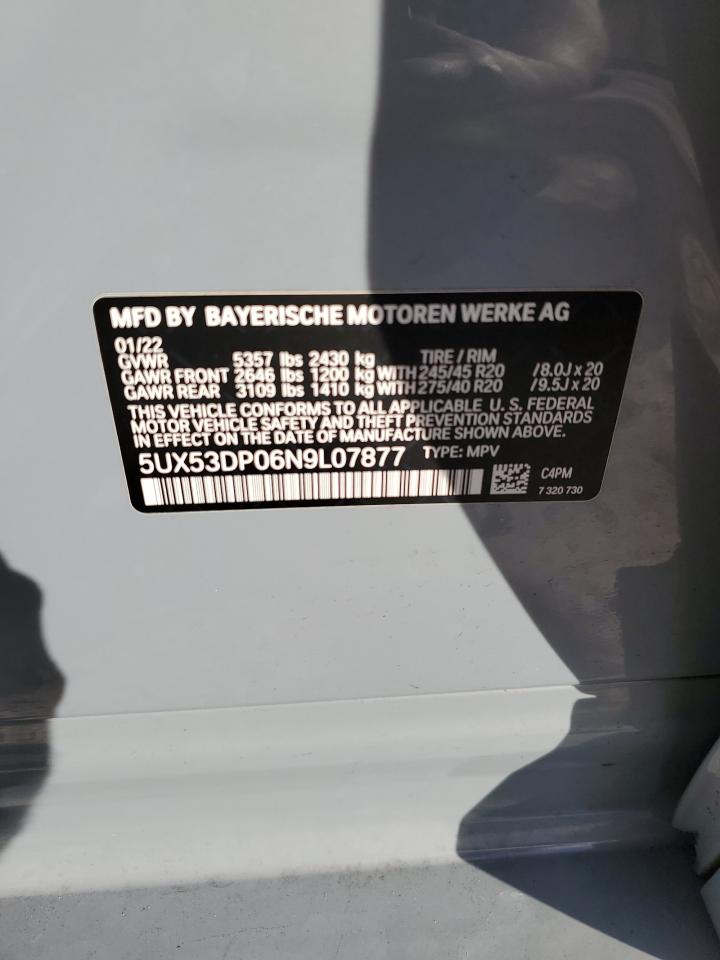 MFD BY BAYERISCHE MOTOREN WERKE AG
01/22 TIRE / RIM
GVWR 5357 lbs 2430 kg
GAWR FRONT 2646 lbs 1200 kg WITH 245/45 R20 /8.0J x 20
GAWR REAR 3109 lbs 1410 kg WITH 275/40 R20 /9.5J x 20
THIS VEHICLE CONFORMS TO ALL APPLICABLE U. S. FEDERAL
MOTOR VEHICLE SAFETY AND THEFT PREVENTION STANDARDS
IN EFFECT ON THE DATE OF MANUFACTURE SHOWN ABOVE.
5UX53DP06N9L07877 TYPE: MPV
C4PM
7 320 730